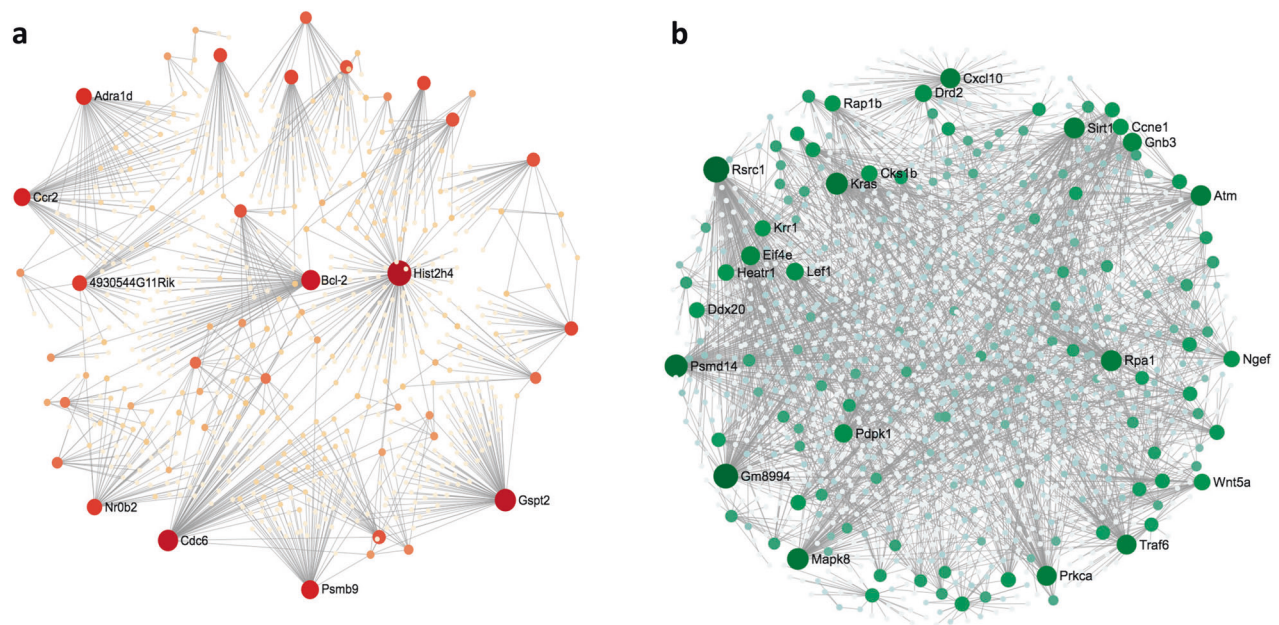 a
Adra1d
Ccr2
4930544G11Rik
Bcl-2
Hist2h4
Nr0b2
Cdc6
Gspt2
Psmb9
b
Cxcl10
Drd2
Rap1b
Sirt1
Ccne1
Gnb3
Rsrc1
Kras
Cks1b
Atm
Krr1
Eif4e
Heatr1
Lef1
Ddx20
Psmd14
Rpa1
Ngef
Pdpk1
Gm8994
Wnt5a
Mapk8
Traf6
Prkca